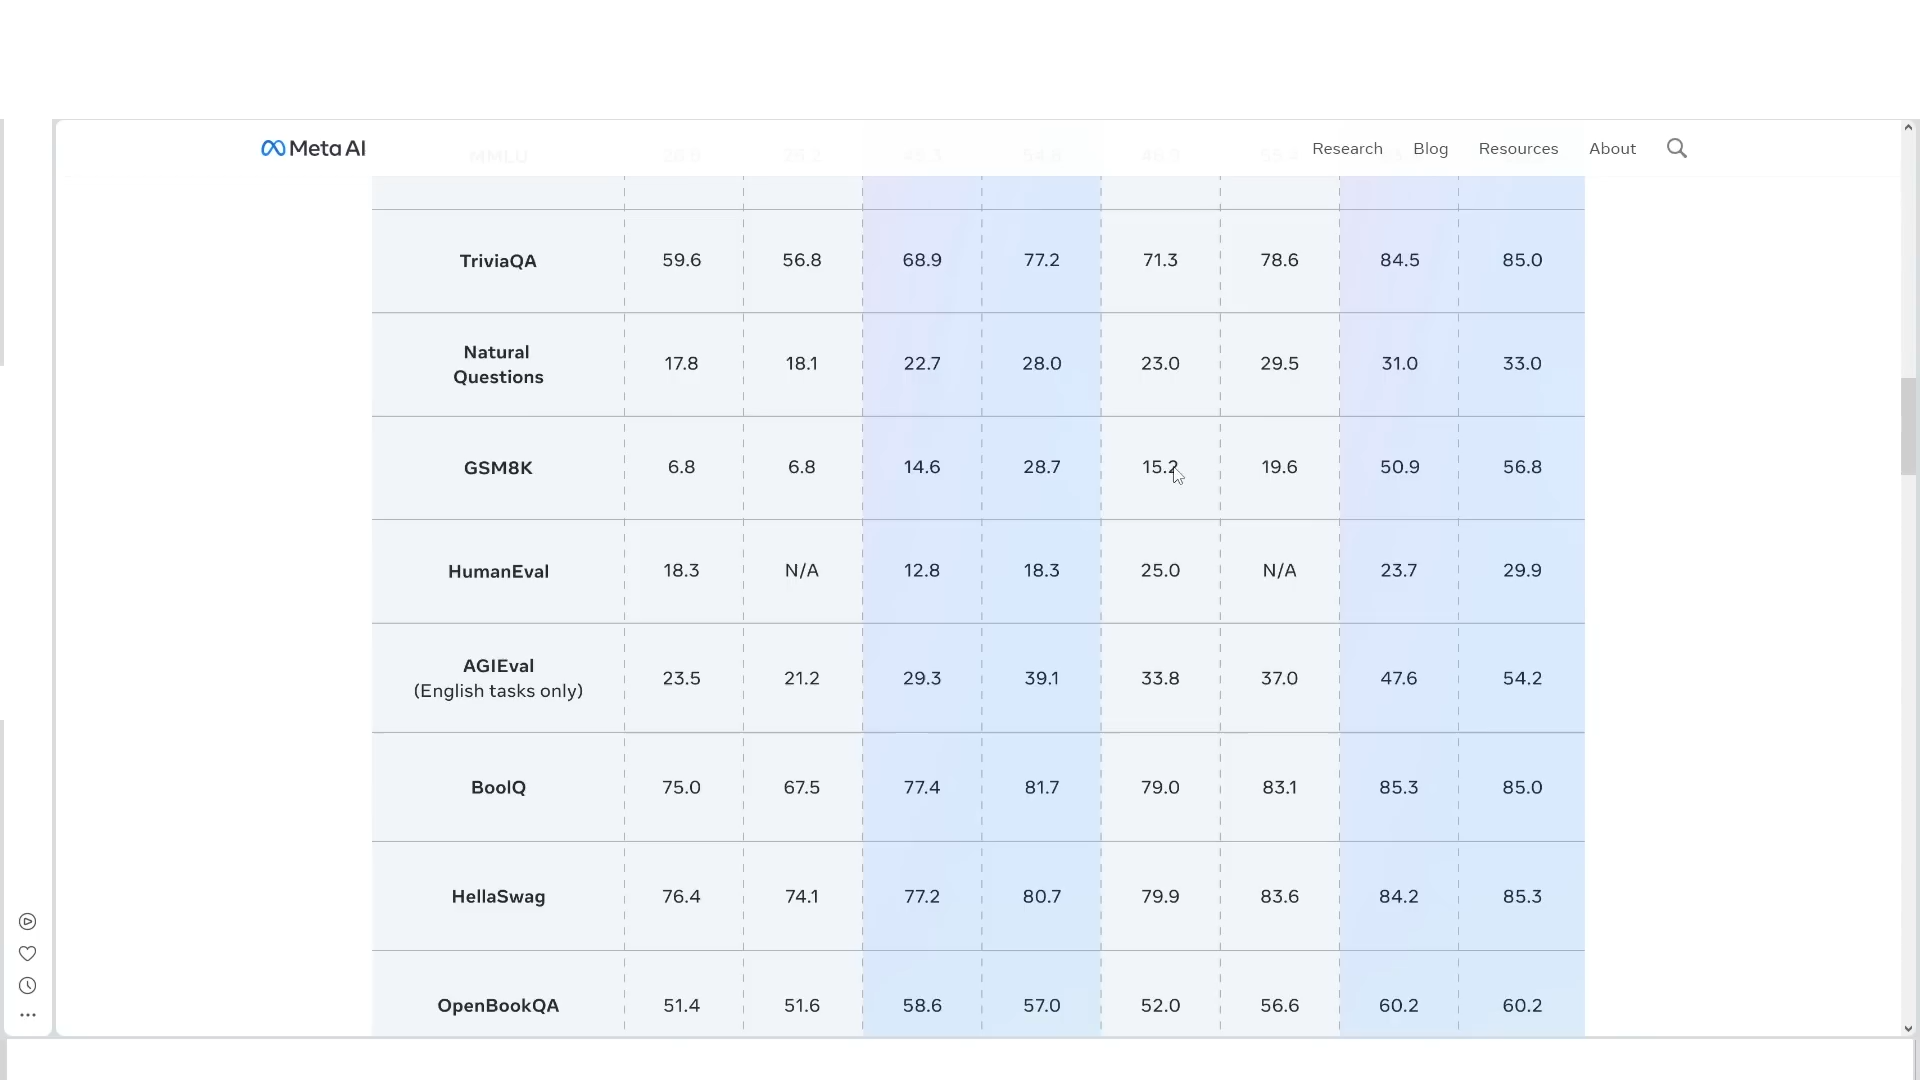 Meta AI Research Blog Resources About
MMLU
TriviaQA 59.6 56.8 68.9 77.2 71.3 78.6 84.5 85.0
Natural
Questions 17.8 18.1 22.7 28.0 23.0 29.5 31.0 33.0
GSM8K 6.8 6.8 14.6 28.7 15.2 19.6 50.9 56.8
HumanEval 18.3 N/A 12.8 18.3 25.0 N/A 23.7 29.9
AGIEval
(English tasks only) 23.5 21.2 29.3 39.1 33.8 37.0 47.6 54.2
BoolQ 75.0 67.5 77.4 81.7 79.0 83.1 85.3 85.0
HellaSwag 76.4 74.1 77.2 80.7 79.9 83.6 84.2 85.3
OpenBookQA 51.4 51.6 58.6 57.0 52.0 56.6 60.2 60.2